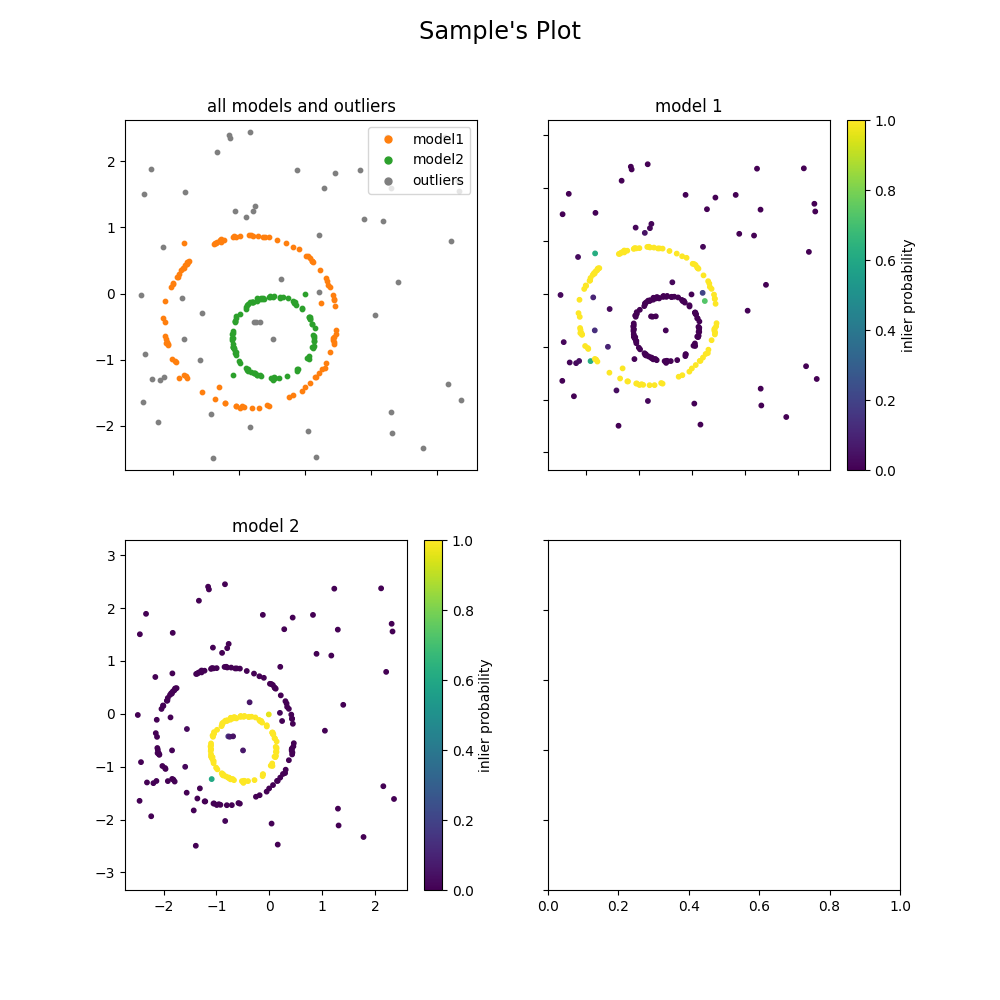 Sample's Plot
all models and outliers
model1
model2
outliers
2
1
0
−1
−2
model 1
1.0
0.8
0.6
0.4
0.2
0.0
inlier probability
model 2
3
2
1
0
−1
−2
−3
−2 −1 0 1 2
1.0
0.8
0.6
0.4
0.2
0.0
inlier probability
0.0 0.2 0.4 0.6 0.8 1.0